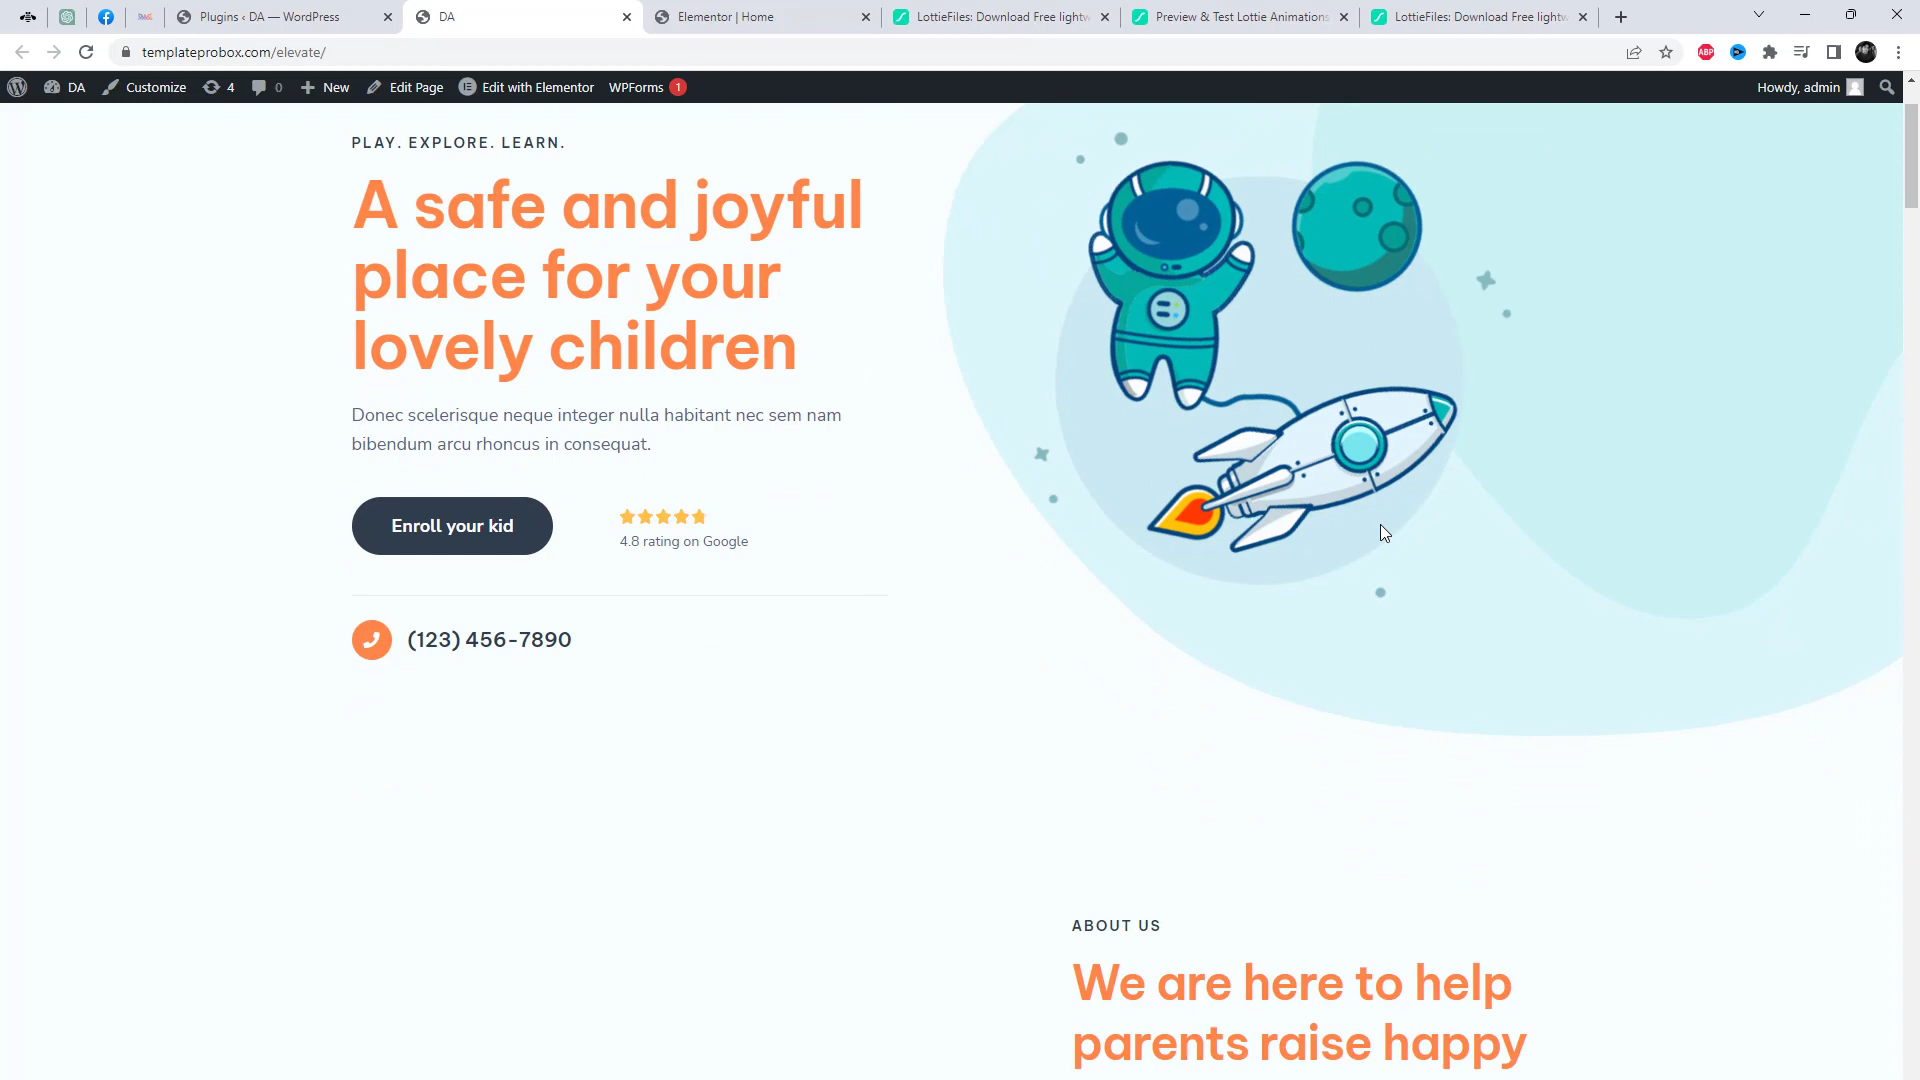 Plugins ‹ DA — WordPress
DA
Elementor | Home
LottieFiles: Download Free lightw
Preview & Test Lottie Animations
LottieFiles: Download Free lightw
templateprobox.com/elevate/
ABP
DA
Customize
4
0
New
Edit Page
Edit with Elementor
WPForms 1
Howdy, admin
PLAY. EXPLORE. LEARN.
A safe and joyful
place for your
lovely children
Donec scelerisque neque integer nulla habitant nec sem nam
bibendum arcu rhoncus in consequat.
Enroll your kid
4.8 rating on Google
(123) 456-7890
ABOUT US
We are here to help
parents raise happy